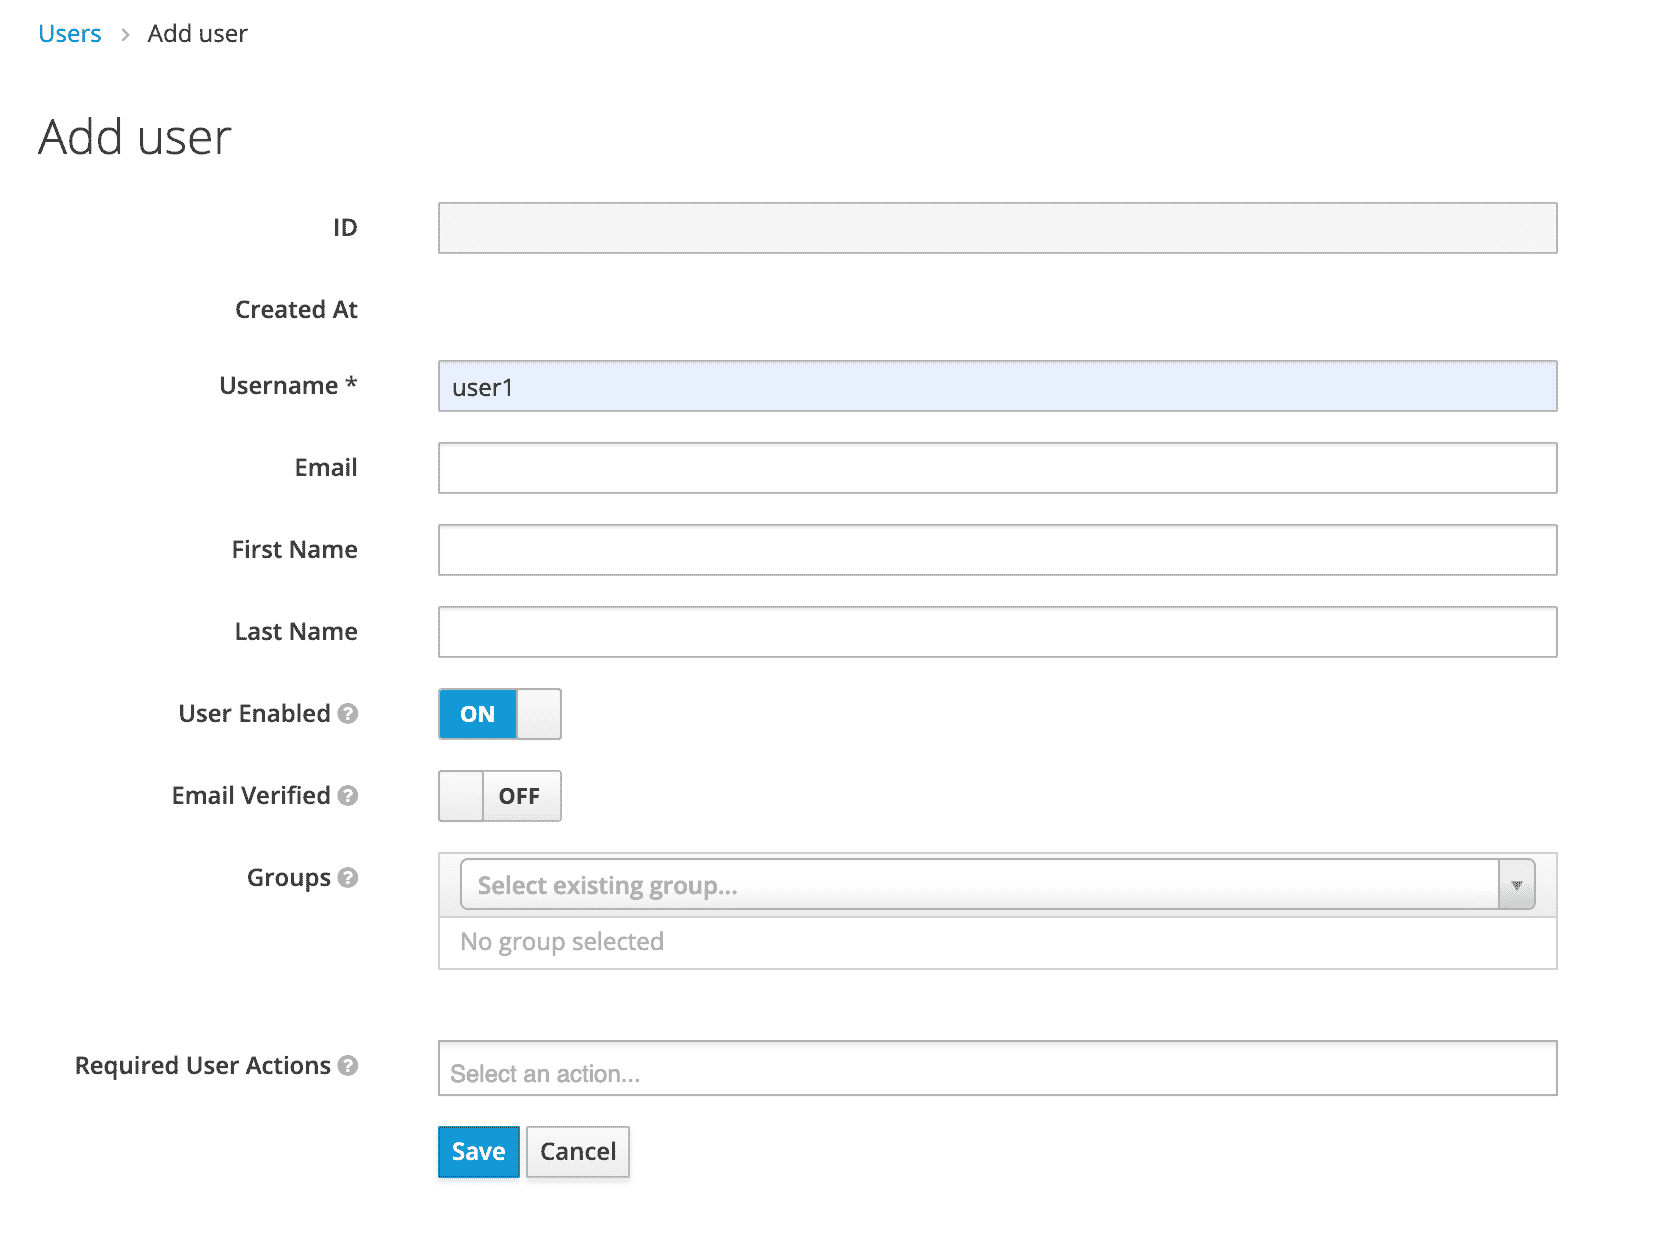 Users > Add user
Add user
ID
Created At
Username *
user1
Email
First Name
Last Name
User Enabled ?
ON
Email Verified ?
OFF
Groups ?
Select existing group...
No group selected
Required User Actions ?
Select an action...
Save Cancel